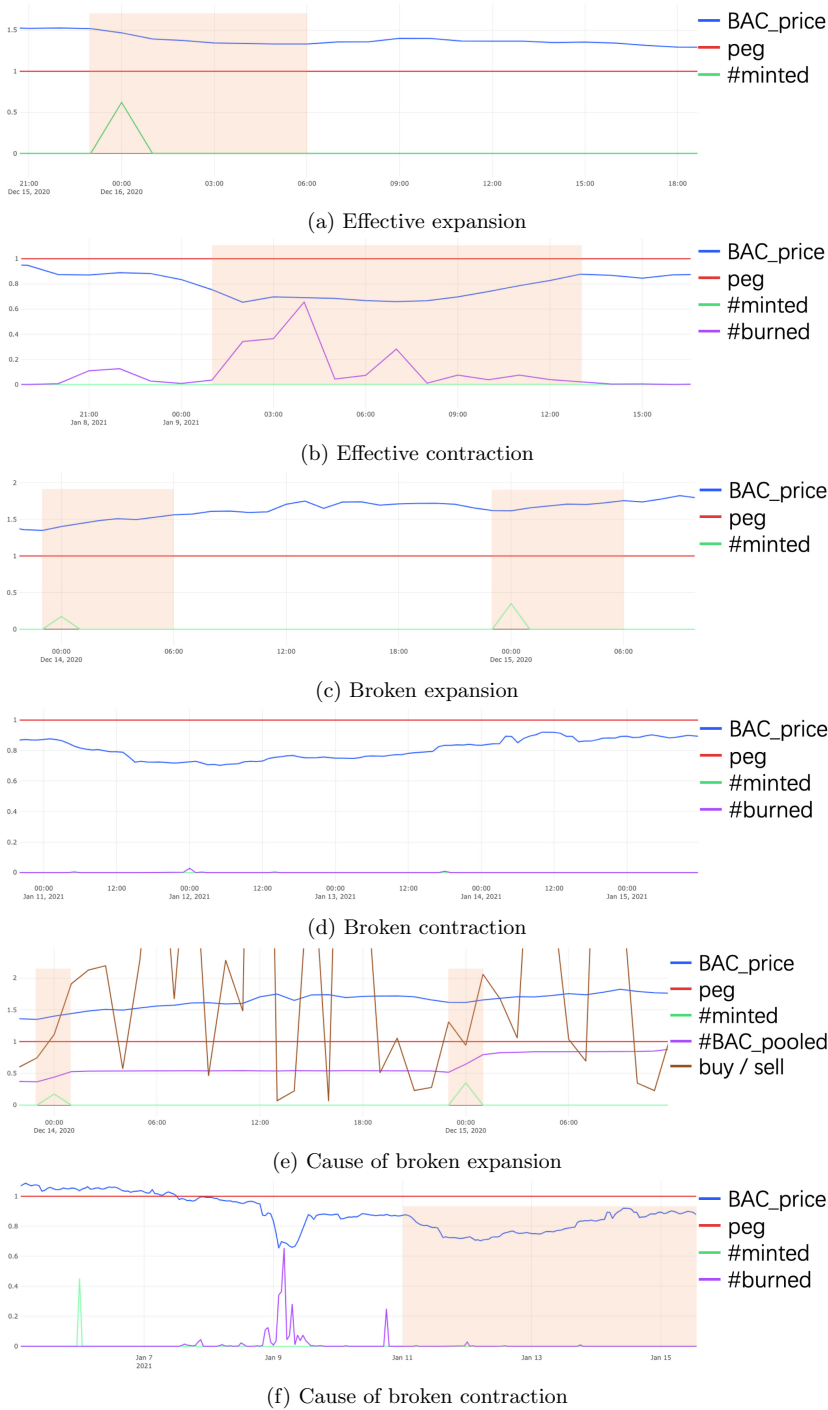 1.5
1
0.5
0
21:00
Dec 15, 2020
00:00
Dec 16, 2020
03:00
06:00
09:00
12:00
15:00
18:00
BAC_price
peg
#minted
(a) Effective expansion
1
0.8
0.6
0.4
0.2
0
21:00
Jan 8, 2021
00:00
Jan 9, 2021
03:00
06:00
09:00
12:00
15:00
BAC_price
peg
#minted
#burned
(b) Effective contraction
2
1.5
1
0.5
0
00:00
Dec 14, 2020
06:00
12:00
18:00
00:00
Dec 15, 2020
06:00
BAC_price
peg
#minted
(c) Broken expansion
1
0.8
0.6
0.4
0.2
0
00:00
Jan 11, 2021
12:00
00:00
Jan 12, 2021
12:00
00:00
Jan 13, 2021
12:00
00:00
Jan 14, 2021
12:00
00:00
Jan 15, 2021
BAC_price
peg
#minted
#burned
(d) Broken contraction
2
1.5
1
0.5
0
00:00
Dec 14, 2020
06:00
12:00
18:00
00:00
Dec 15, 2020
06:00
BAC_price
peg
#minted
#BAC_pooled
buy / sell
(e) Cause of broken expansion
1
0.8
0.6
0.4
0.2
0
Jan 7
2021
Jan 9
Jan 11
Jan 13
Jan 15
BAC_price
peg
#minted
#burned
(f) Cause of broken contraction